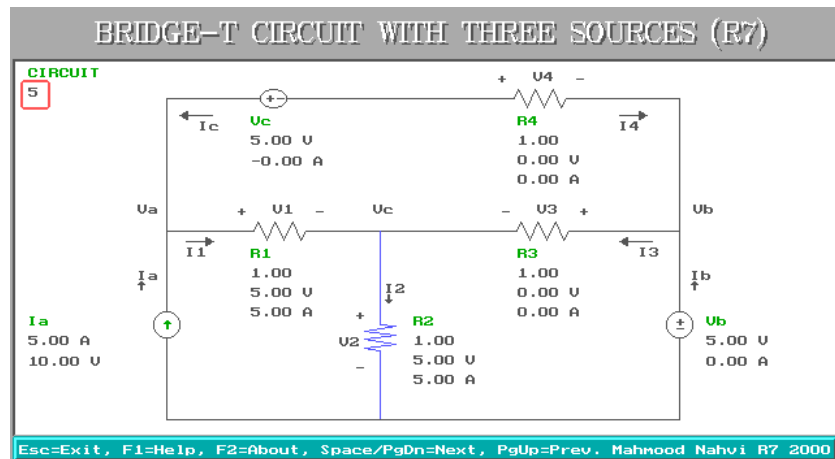 BRIDGE-T CIRCUIT WITH THREE SOURCES (R7)
CIRCUIT
5
+ V4 -
Ic
Vc
5.00 V
-0.00 A
R4
1.00
0.00 V
0.00 A
I4
Va
+ V1 -
Vc
- V3 +
Vb
I1
R1
1.00
5.00 V
5.00 A
R3
1.00
0.00 V
0.00 A
I3
Ia
I2
Ib
Ia
5.00 A
10.00 V
+
V2
-
R2
1.00
5.00 V
5.00 A
Vb
5.00 V
0.00 A
Esc=Exit, F1=Help, F2=About, Space/PgDn=Next, PgUp=Prev. Mahmood Nahvi R7 2000